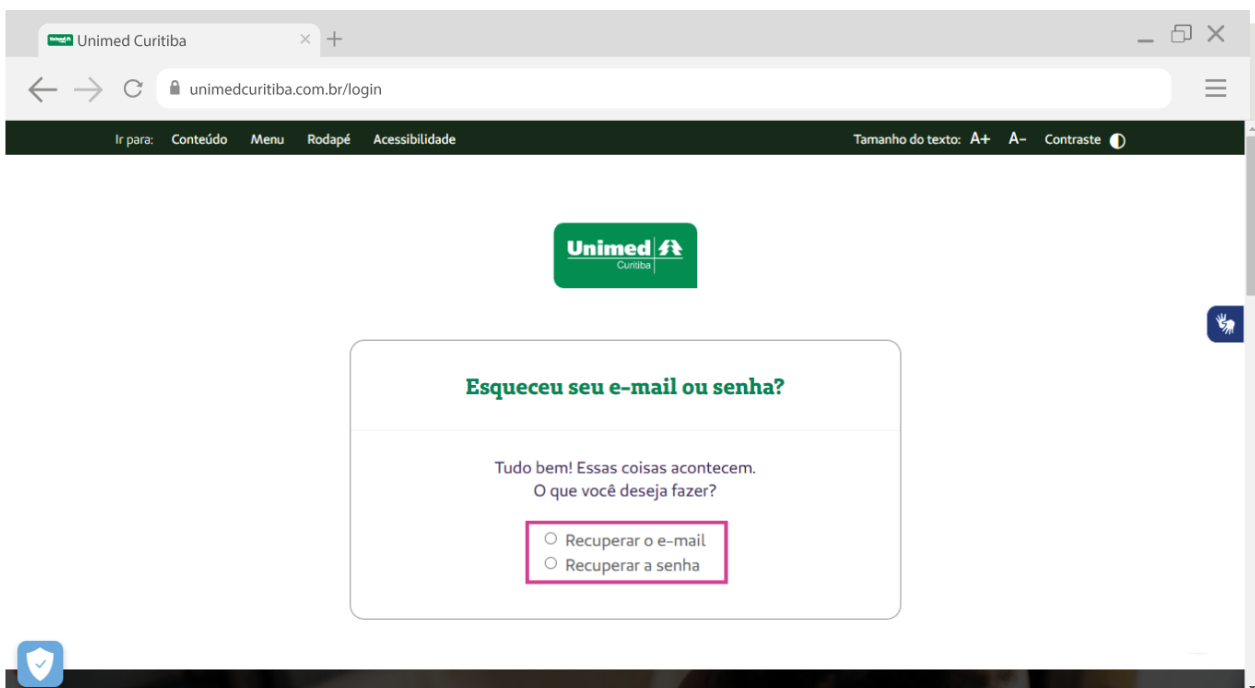 Unimed Curitiba
unimedcuritiba.com.br/login
Ir para: Conteúdo Menu Rodapé Acessibilidade Tamanho do texto: A+ A- Contraste
Unimed
Curitiba
Esqueceu seu e-mail ou senha?
Tudo bem! Essas coisas acontecem.
O que você deseja fazer?
Recuperar o e-mail
Recuperar a senha